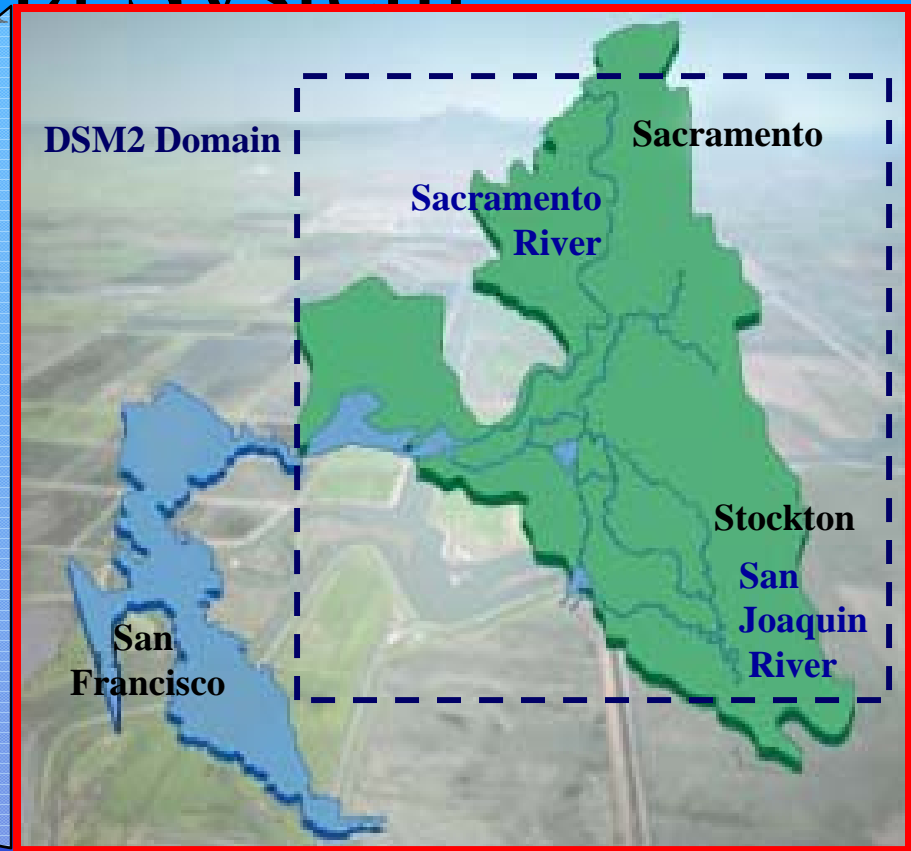 DSM2 Domain
Sacramento
Sacramento
River
Stockton
San
Joaquin
River
San
Francisco